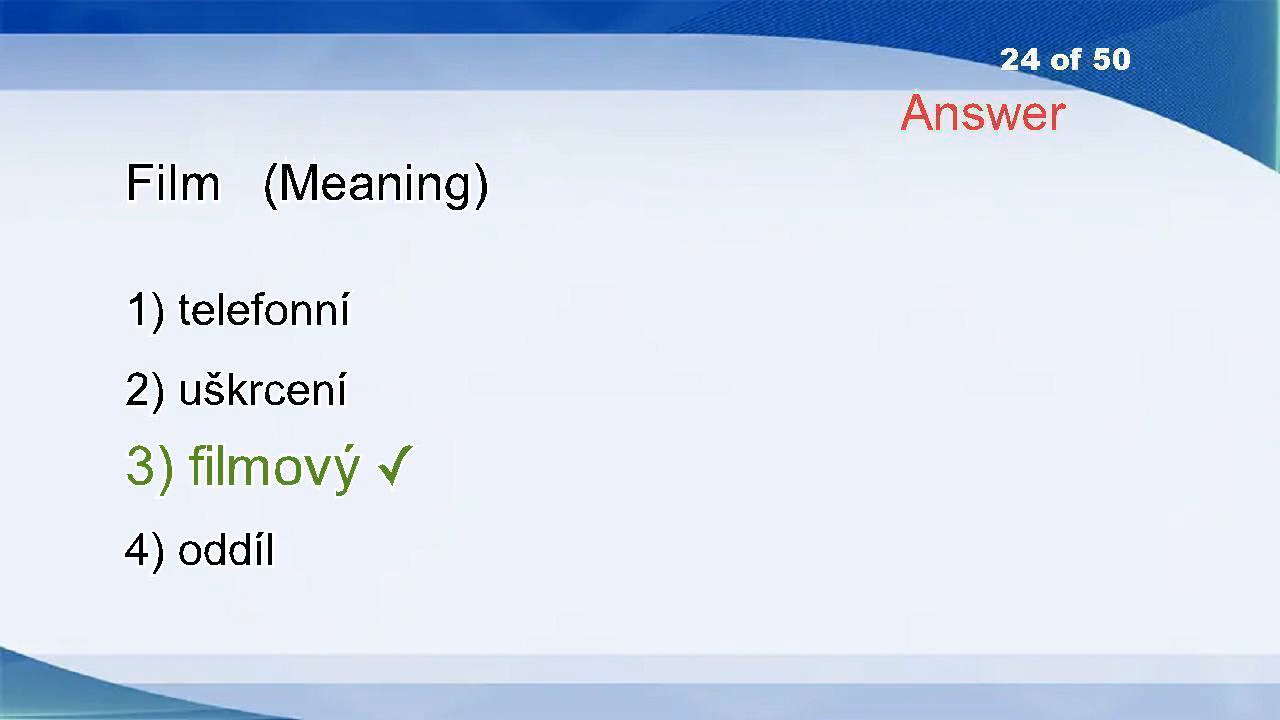 24 of 50
Answer
Film (Meaning)
1) telefonní
2) uškrcení
3) filmový ✓
4) oddíl